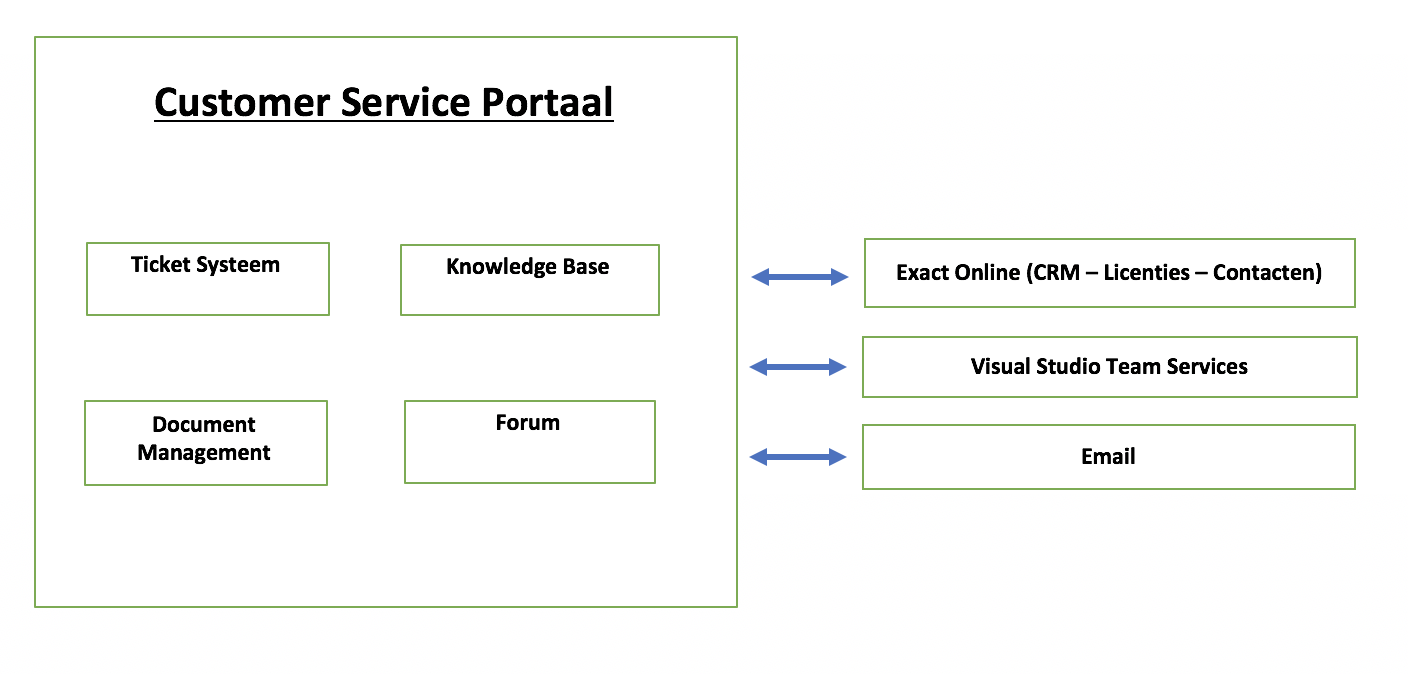 Customer Service Portaal
Ticket Systeem
Knowledge Base
Document
Management
Forum
Exact Online (CRM – Licenties – Contacten)
Visual Studio Team Services
Email